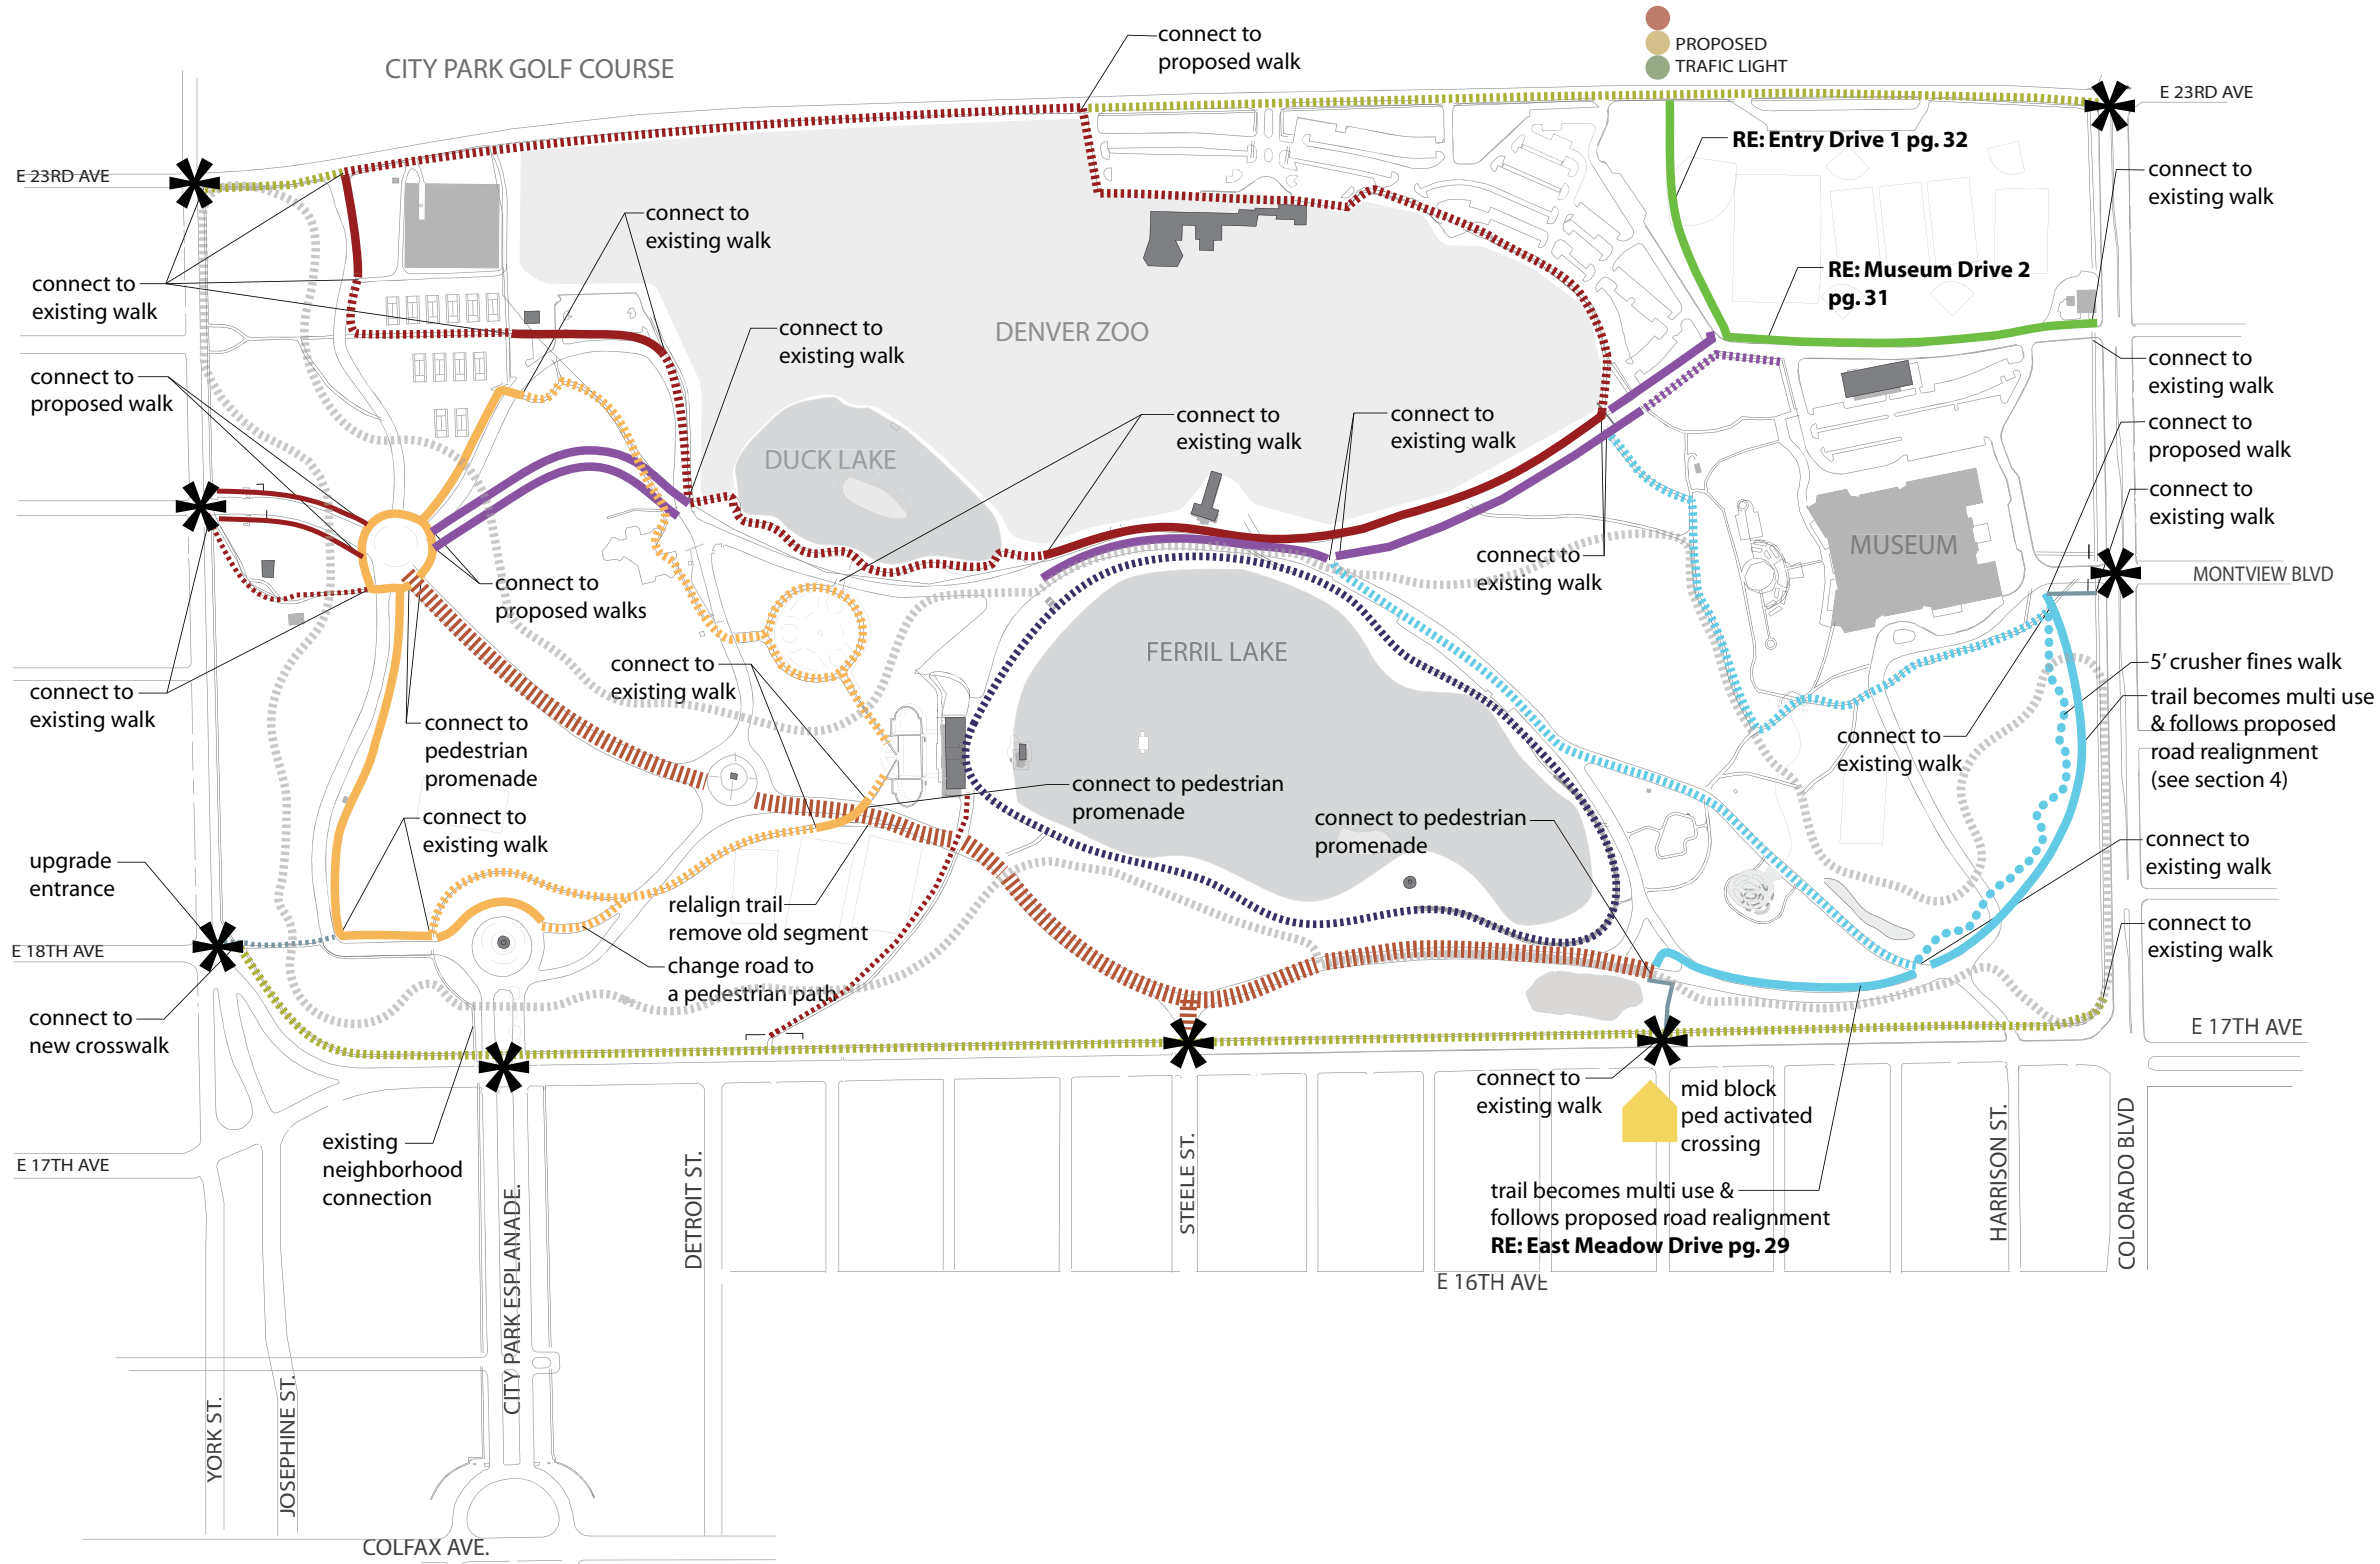 connect to
proposed walk
CITY PARK GOLF COURSE
PROPOSED
TRAFIC LIGHT
E 23RD AVE
RE: Entry Drive 1 pg. 32
E 23RD AVE
connect to
existing walk
connect to
existing walk
RE: Museum Drive 2
pg. 31
connect to
existing walk
DENVER ZOO
connect to
existing walk
connect to
existing walk
connect to
proposed walk
connect to
existing walk
connect to
existing walk
connect to
proposed walk
DUCK LAKE
connect to
existing walk
MUSEUM
connect to
existing walk
MONTVIEW BLVD
connect to
proposed walks
FERRIL LAKE
connect to
existing walk
5’ crusher fines walk
connect to
existing walk
trail becomes multi use
& follows proposed
road realignment
(see section 4)
connect to
pedestrian
promenade
connect to
existing walk
connect to pedestrian
promenade
connect to pedestrian
promenade
connect to
existing walk
upgrade
entrance
connect to
existing walk
relalign trail
remove old segment
connect to
existing walk
E 18TH AVE
change road to
a pedestrian path
connect to
new crosswalk
E 17TH AVE
connect to
existing walk
mid block
ped activated
crossing
existing
neighborhood
connection
E 17TH AVE
trail becomes multi use &
follows proposed road realignment
RE: East Meadow Drive pg. 29
E 16TH AVE
YORK ST.
JOSEPHINE ST.
CITY PARK ESPLANADE.
DETROIT ST.
STEELE ST.
HARRISON ST.
COLORADO BLVD
COLFAX AVE.